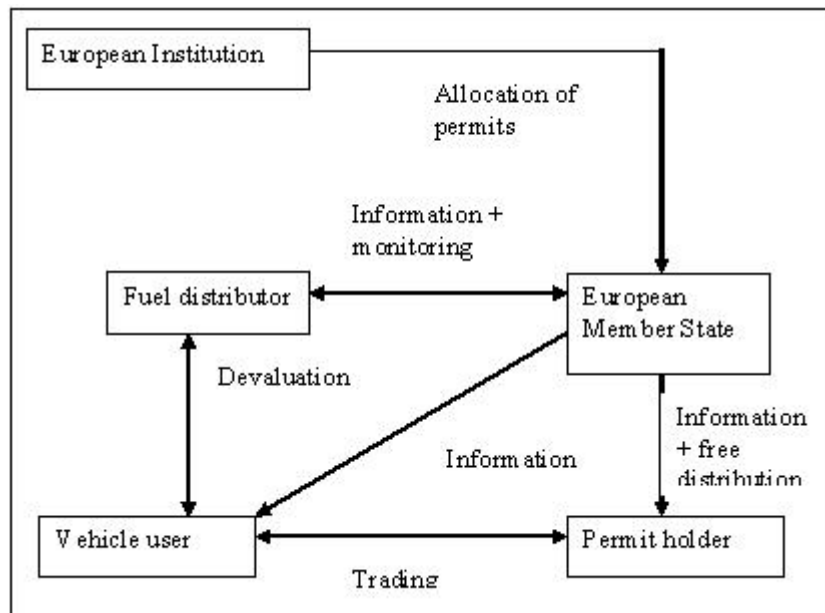 European Institution
Allocation of
permits
Information +
monitoring
Fuel distributor
European
Member State
Devaluation
Information
Information
+ free
distribution
Vehicle user
Permit holder
Trading